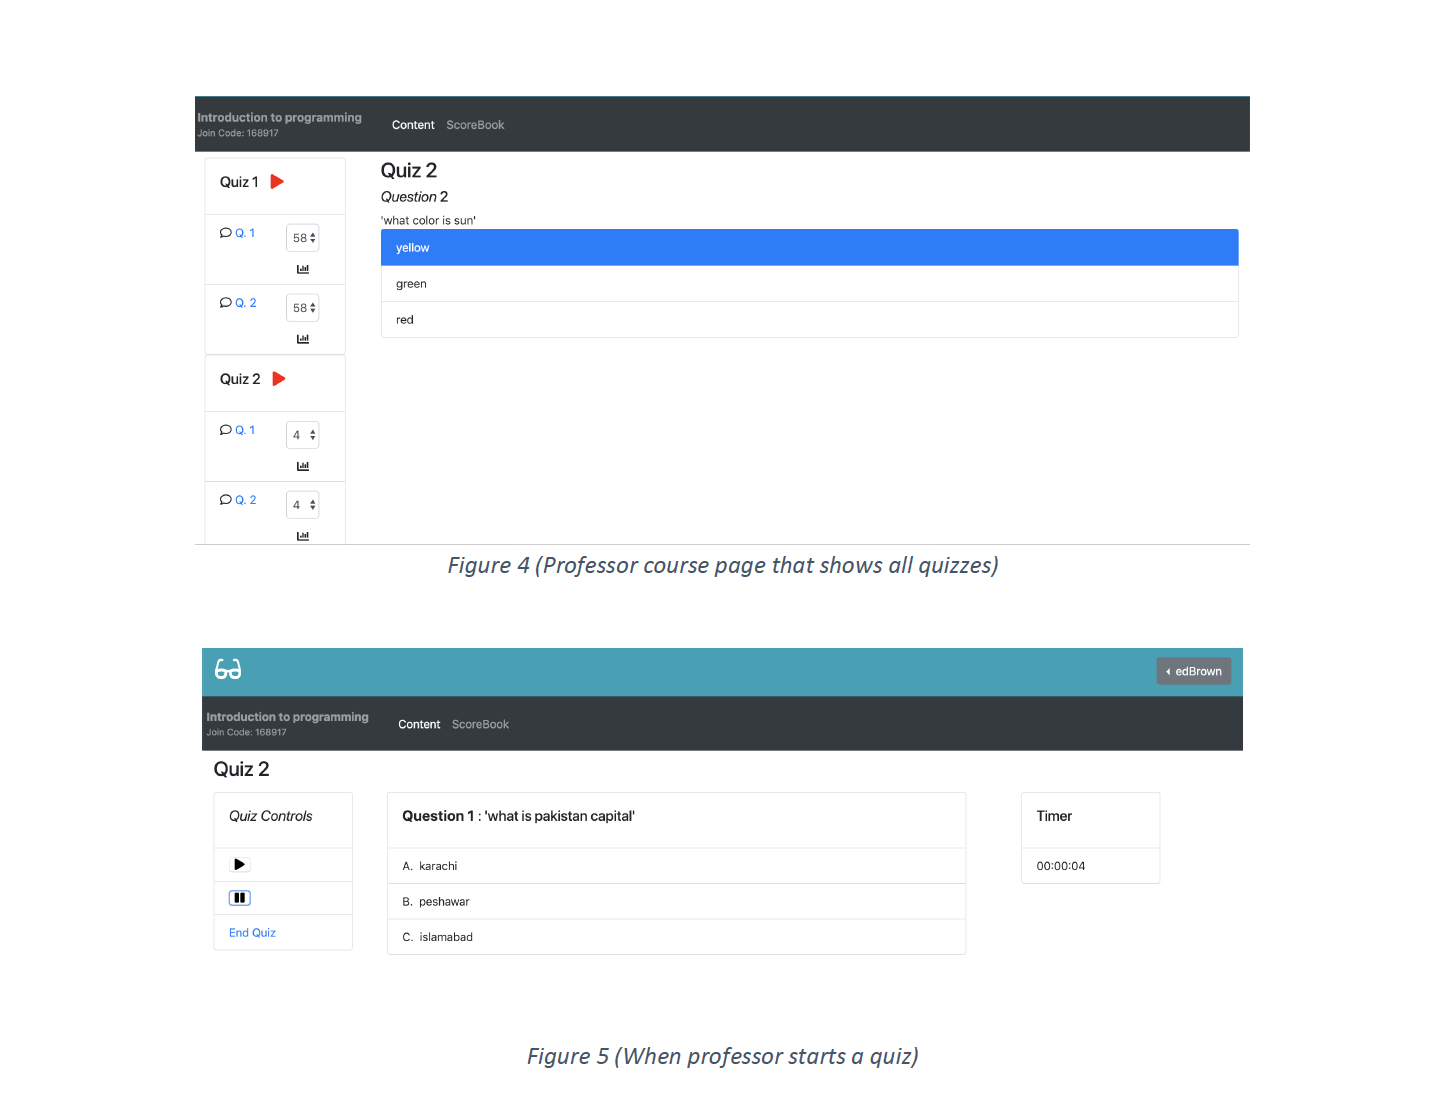 Introduction to programming
Join Code: 168917
Content ScoreBook
Quiz 1
Q. 1 58
Q. 2 58
Quiz 2
Q. 1 4
Q. 2 4
Quiz 2
Question 2
'what color is sun'
yellow
green
red
Figure 4 (Professor course page that shows all quizzes)
edBrown
Introduction to programming
Join Code: 168917
Content ScoreBook
Quiz 2
Quiz Controls
End Quiz
Question 1 : 'what is pakistan capital'
A. karachi
B. peshawar
C. islamabad
Timer
00:00:04
Figure 5 (When professor starts a quiz)